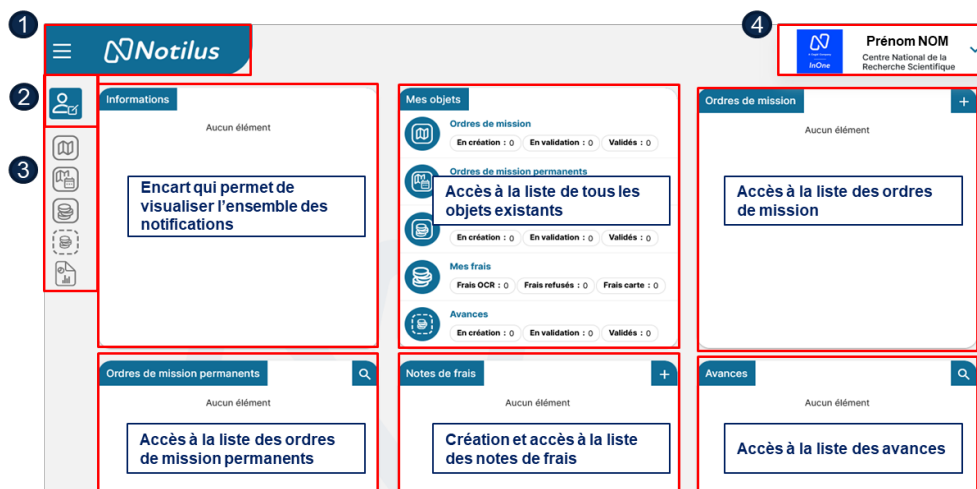 1
4
Notilus
InOne
Prénom NOM
Centre National de la
Recherche Scientifique
2
3
Informations
Aucun élément
Encart qui permet de
visualiser l'ensemble des
notifications
Mes objets
Ordres de mission
En création : 0 En validation : 0 Validés : 0
Ordres de mission permanents
Accès à la liste de tous les
objets existants
En création : 0 En validation : 0 Validés : 0
Mes frais
Frais OCR : 0 Frais refusés : 0 Frais carte : 0
Avances
En création : 0 En validation : 0 Validés : 0
Ordres de mission +
Aucun élément
Accès à la liste des ordres
de mission
Ordres de mission permanents
Aucun élément
Accès à la liste des ordres
de mission permanents
Notes de frais +
Aucun élément
Création et accès à la liste
des notes de frais
Avances
Aucun élément
Accès à la liste des avances